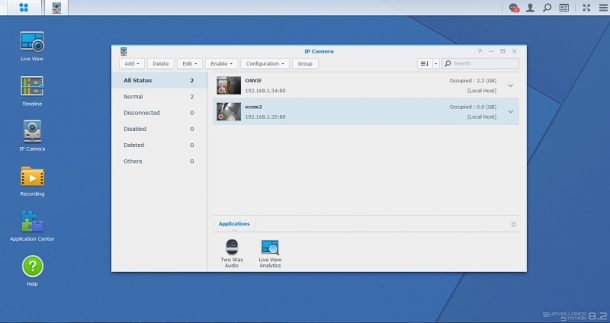 IP Camera
Live View
Timeline
IP Camera
Recording
Application Center
Help
Add
Delete
Edit
Enable
Configuration
Group
Search
All Status 2
Normal 2
Disconnected 0
Disabled 0
Deleted 0
Others 0
ONVIF
192.168.1.34:80
Occupied : 2.2 (GB)
(Local Host)
vcom2
192.168.1.35:80
Occupied : 0.0 (GB)
(Local Host)
Applications
Two Way
Audio
Live View
Analytics
Surveillance
Station 8.2